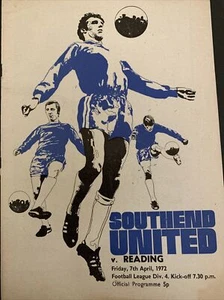 SOUTHEND
UNITED
v. READING
Friday, 7th April, 1972
Football League Div. 4, Kick-off 7.30 p.m.
Official Programme 5p